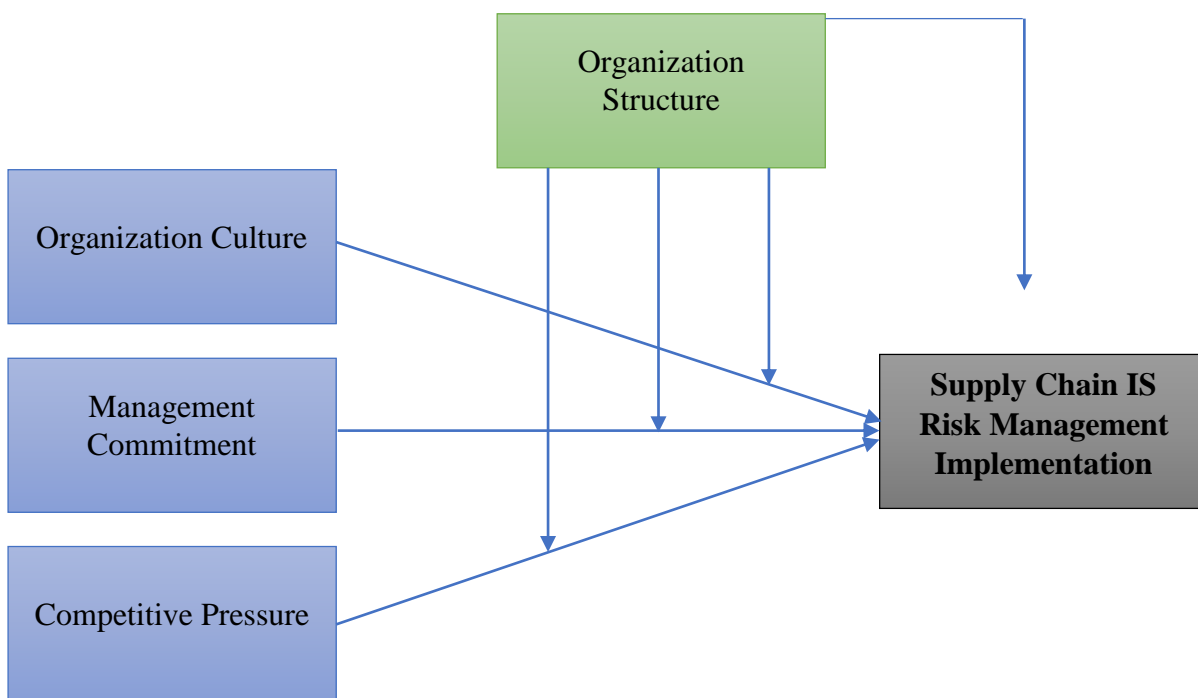 Organization
Structure
Organization Culture
Management
Commitment
Competitive Pressure
Supply Chain IS
Risk Management
Implementation